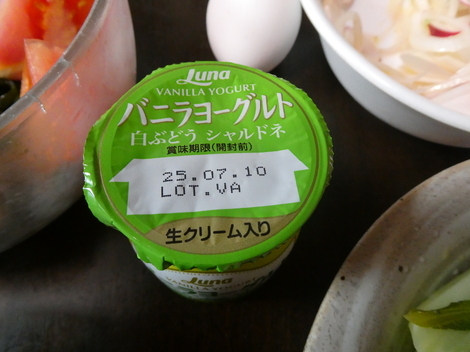 Luna
VANILLA YOGURT
バニラヨーグルト
白ぶどう シャルドネ
賞味期限(開封前)
25.07.10
LOT.VA
生クリーム入り
Luna
VANILLA YOGURT